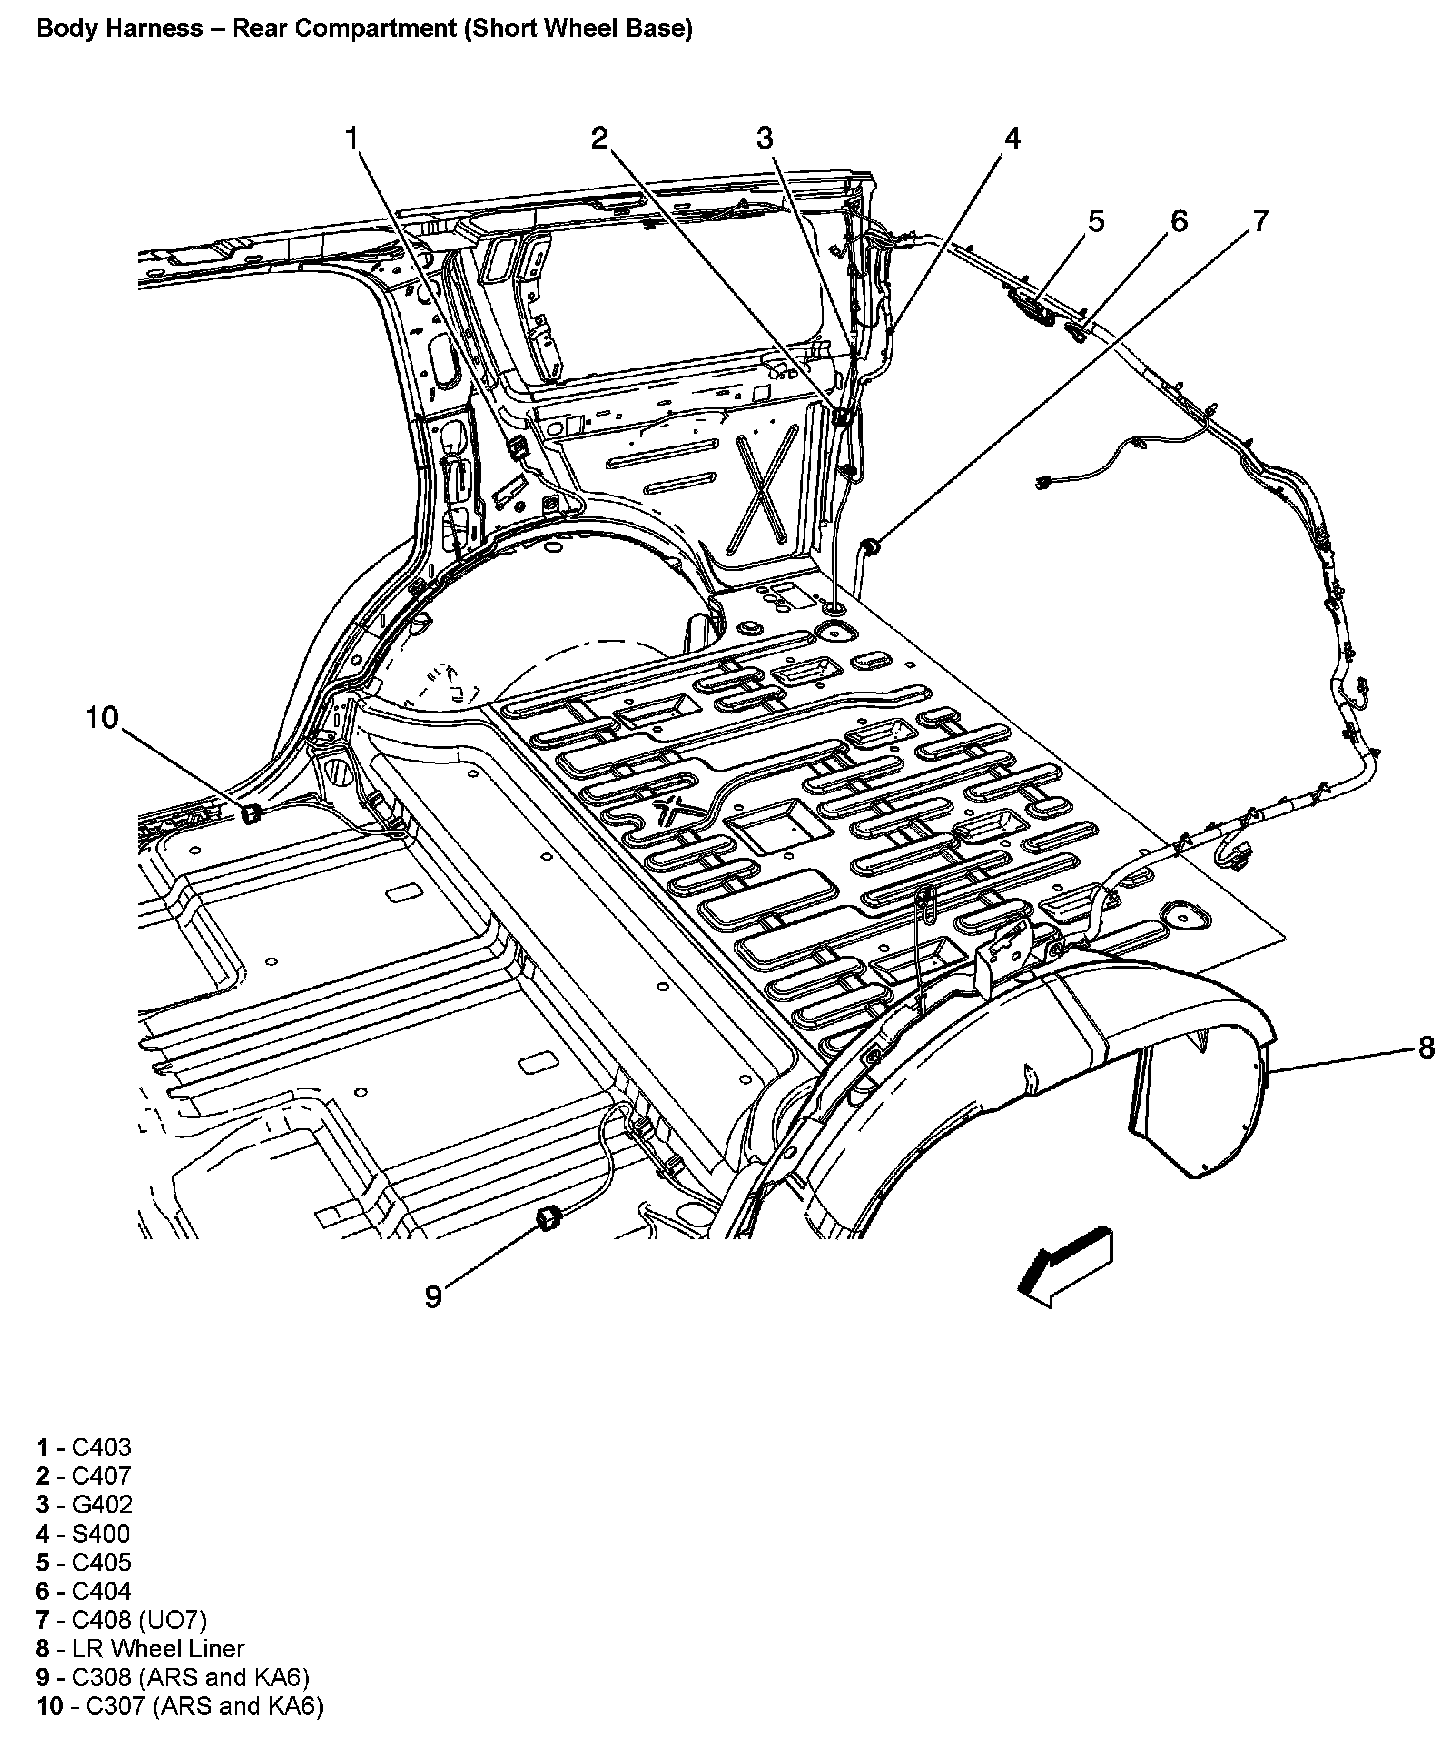 Body Harness – Rear Compartment (Short Wheel Base)
1
2
3
4
5
6
7
10
8
9
1 - C403
2 - C407
3 - G402
4 - S400
5 - C405
6 - C404
7 - C408 (UO7)
8 - LR Wheel Liner
9 - C308 (ARS and KA6)
10 - C307 (ARS and KA6)